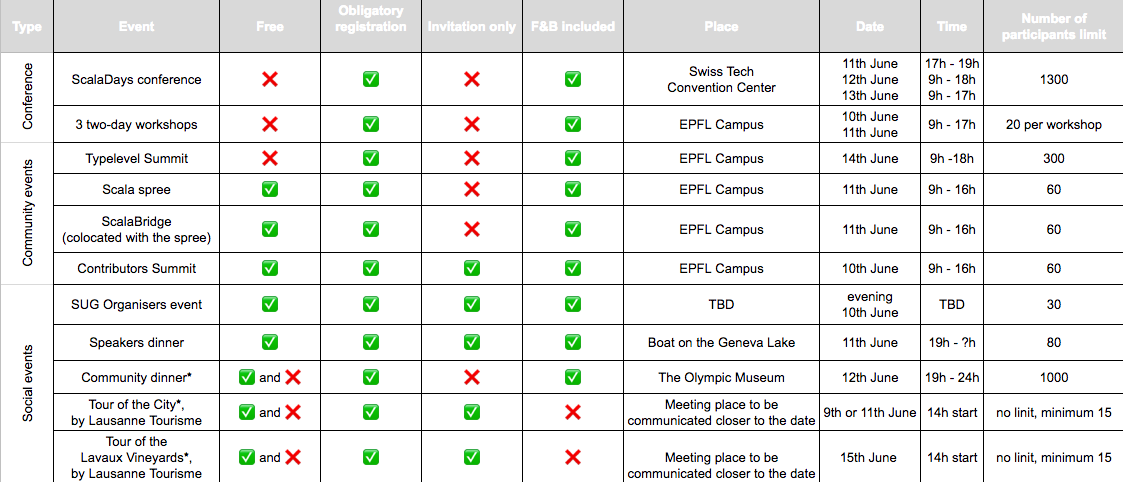 Type Event Free Obilgatory registration Invitation only F&B included Place Date Time Number of participants limit
Conference
ScalaDays conference ❌ ✅ ❌ ✅ Swiss Tech Convention Center 11th June 12th June 13th June 17h - 19h 9h - 18h 9h - 17h 1300
3 two-day workshops ❌ ✅ ❌ ✅ EPFL Campus 10th June 11th June 9h - 17h 20 per workshop
Community events
Typelevel Summit ❌ ✅ ❌ ✅ EPFL Campus 14th June 9h -18h 300
Scala spree ✅ ✅ ❌ ✅ EPFL Campus 11th June 9h - 16h 60
ScalaBridge (colocated with the spree) ✅ ✅ ❌ ✅ EPFL Campus 11th June 9h - 16h 60
Contributors Summit ✅ ✅ ✅ ✅ EPFL Campus 10th June 9h - 16h 60
Social events
SUG Organisers event ✅ ✅ ✅ ✅ TBD evening 10th June TBD 30
Speakers dinner ✅ ✅ ✅ ✅ Boat on the Geneva Lake 11th June 19h - ?h 80
Community dinner* ✅ and ❌ ✅ ❌ ✅ The Olympic Museum 12th June 19h - 24h 1000
Tour of the City*, by Lausanne Tourisme ✅ and ❌ ✅ ✅ ❌ Meeting place to be communicated closer to the date 9th or 11th June 14h start no linit, minimum 15
Tour of the Lavaux Vineyards*, by Lausanne Tourisme ✅ and ❌ ✅ ✅ ❌ Meeting place to be communicated closer to the date 15th June 14h start no linit, minimum 15